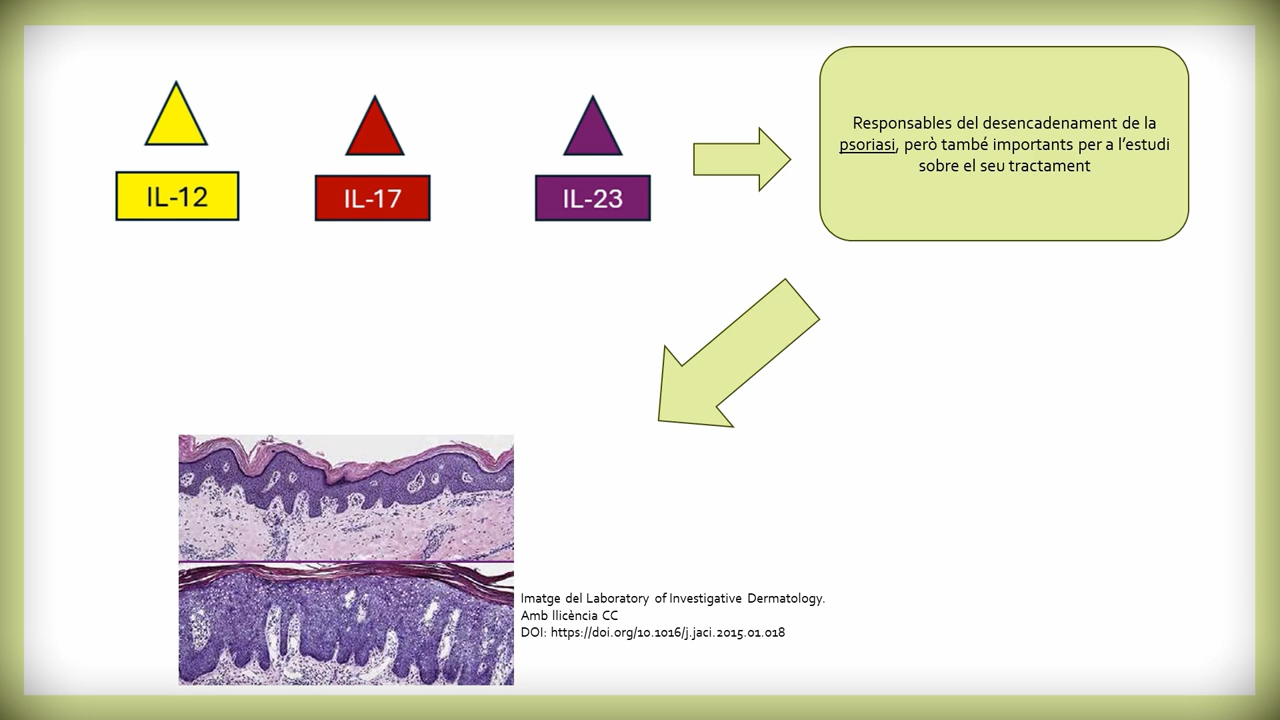 IL-12
IL-17
IL-23
Responsables del desencadenament de la
psoriasi, però també importants per a l’estudi
sobre el seu tractament
Imatge del Laboratory of Investigative Dermatology.
Amb llicència CC
DOI: https://doi.org/10.1016/j.jaci.2015.01.018